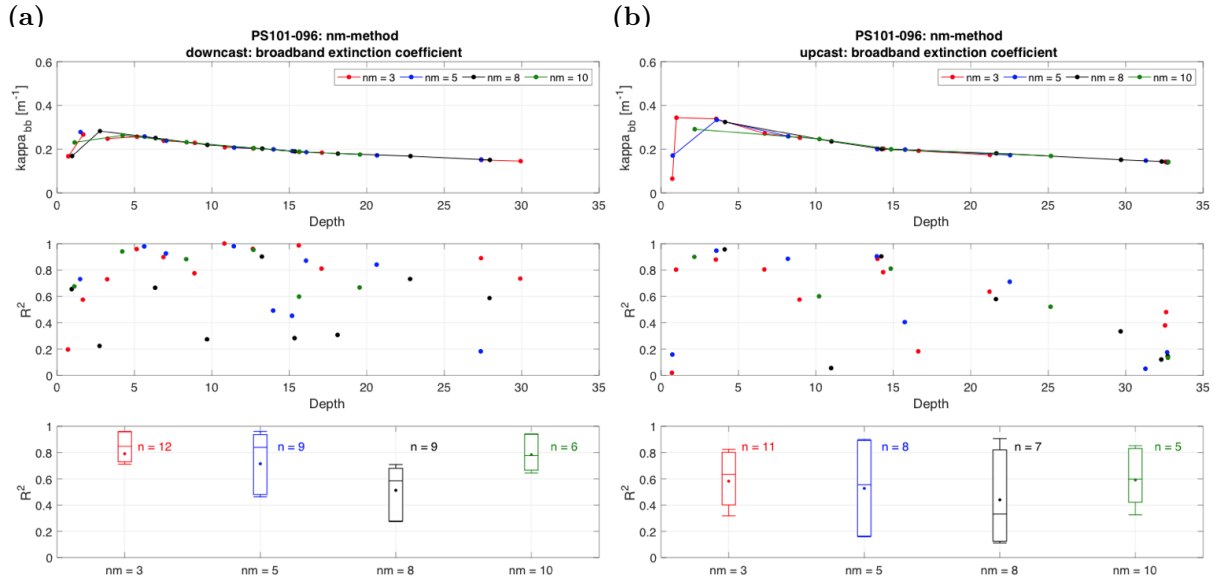 (a)
PS101-096: nm-method
downcast: broadband extinction coefficient
kappa bb [m-1]
0.6
0.4
0.2
0
nm = 3 nm = 5 nm = 8 nm = 10
0 5 10 15 20 25 30 35
Depth
R2
1
0.8
0.6
0.4
0.2
0
0 5 10 15 20 25 30 35
Depth
R2
1
0.8
0.6
0.4
0.2
0
n = 12 n = 9 n = 9 n = 6
nm = 3 nm = 5 nm = 8 nm = 10
(b)
PS101-096: nm-method
upcast: broadband extinction coefficient
kappa bb [m-1]
0.6
0.4
0.2
0
nm = 3 nm = 5 nm = 8 nm = 10
0 5 10 15 20 25 30 35
Depth
R2
1
0.8
0.6
0.4
0.2
0
0 5 10 15 20 25 30 35
Depth
R2
1
0.8
0.6
0.4
0.2
0
n = 11 n = 8 n = 7 n = 5
nm = 3 nm = 5 nm = 8 nm = 10